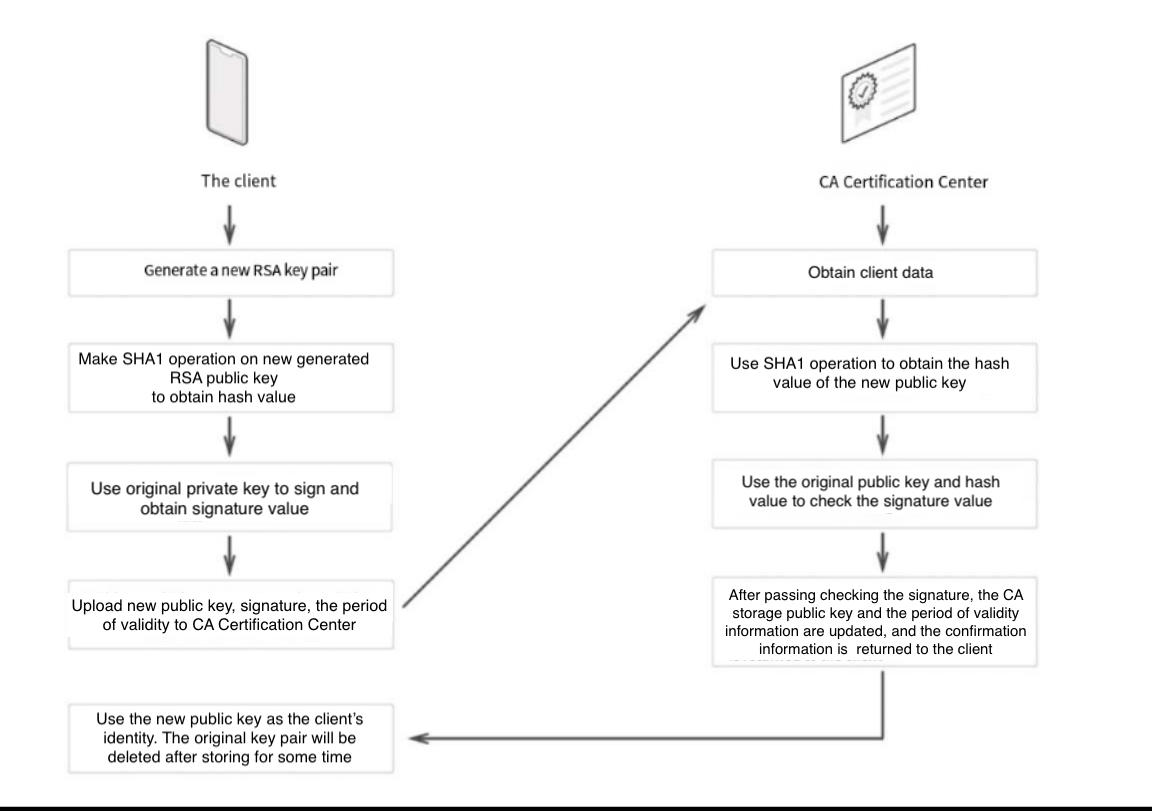 The client
Generate a new RSA key pair
Make SHA1 operation on new generated
RSA public key
to obtain hash value
Use original private key to sign and
obtain signature value
Upload new public key, signature, the period
of validity to CA Certification Center
Use the new public key as the client's
identity. The original key pair will be
deleted after storing for some time
CA Certification Center
Obtain client data
Use SHA1 operation to obtain the hash
value of the new public key
Use the original public key and hash
value to check the signature value
After passing checking the signature, the CA
storage public key and the period of validity
information are updated, and the confirmation
information is returned to the client